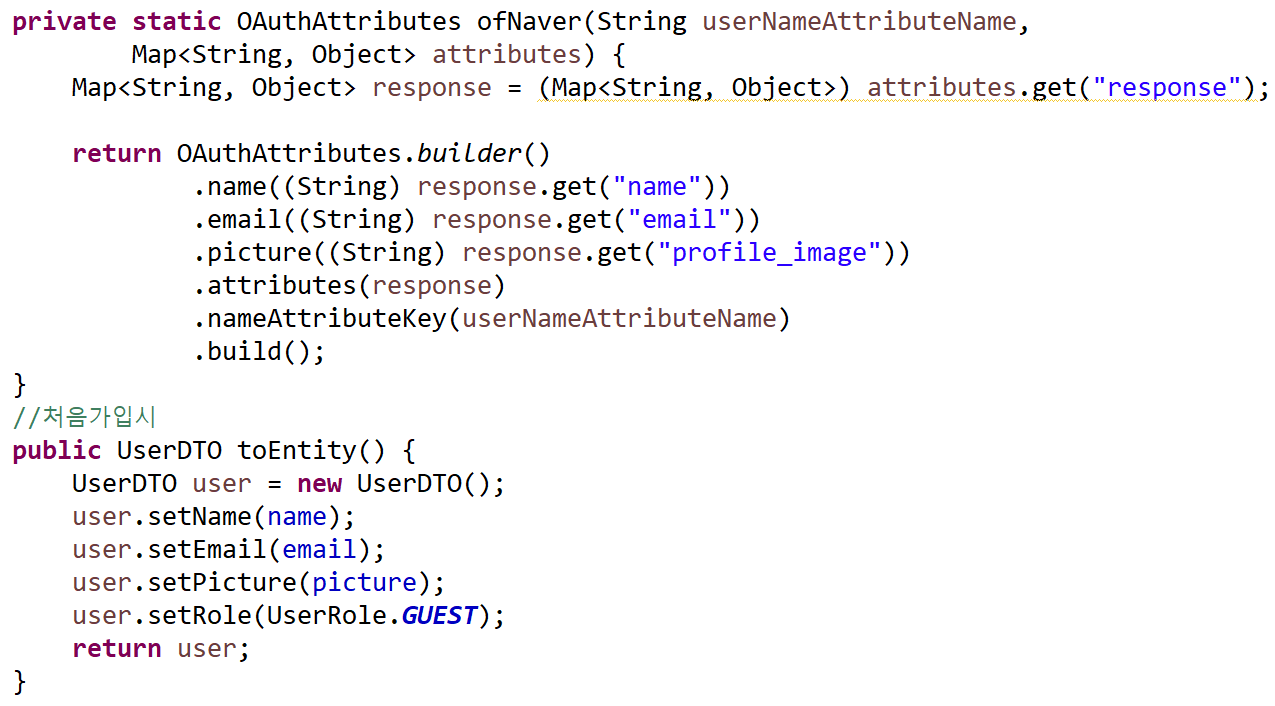 private static OAuthAttributes ofNaver(String userNameAttributeName,
        Map<String, Object> attributes) {
    Map<String, Object> response = (Map<String, Object>) attributes.get("response");

    return OAuthAttributes.builder()
            .name((String) response.get("name"))
            .email((String) response.get("email"))
            .picture((String) response.get("profile_image"))
            .attributes(response)
            .nameAttributeKey(userNameAttributeName)
            .build();
}
//처음가입시
public UserDTO toEntity() {
    UserDTO user = new UserDTO();
    user.setName(name);
    user.setEmail(email);
    user.setPicture(picture);
    user.setRole(UserRole.GUEST);
    return user;
}